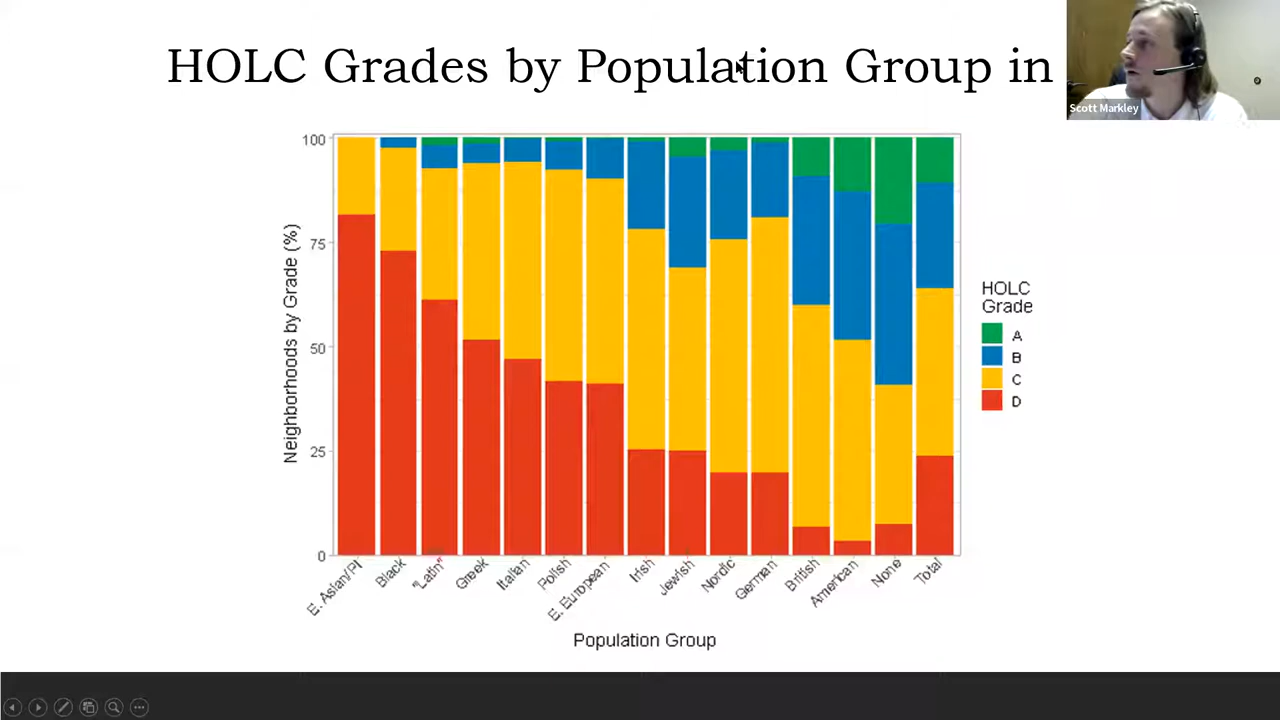 HOLC Grades by Population Group in
Scott Markley
100
75
50
25
0
Neighborhoods by Grade (%)
E. Asian/PI
Black
"Latin"
Greek
Italian
Polish
E. European
Irish
Jewish
Nordic
German
British
American
None
Total
Population Group
HOLC
Grade
A
B
C
D